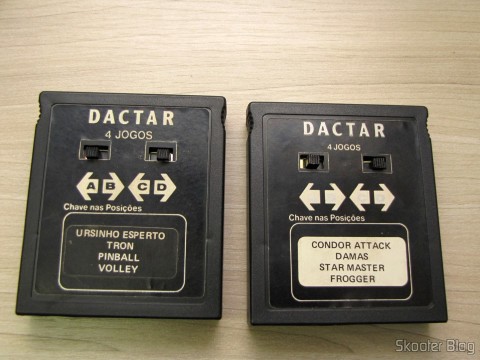 DACTAR
4 JOGOS
A B C D
Chave nas Posições
URSINHO ESPERTO
TRON
PINBALL
VOLLEY
DACTAR
4 JOGOS
Chave nas Posições
CONDOR ATTACK
DAMAS
STAR MASTER
FROGGER
Skooter Blog